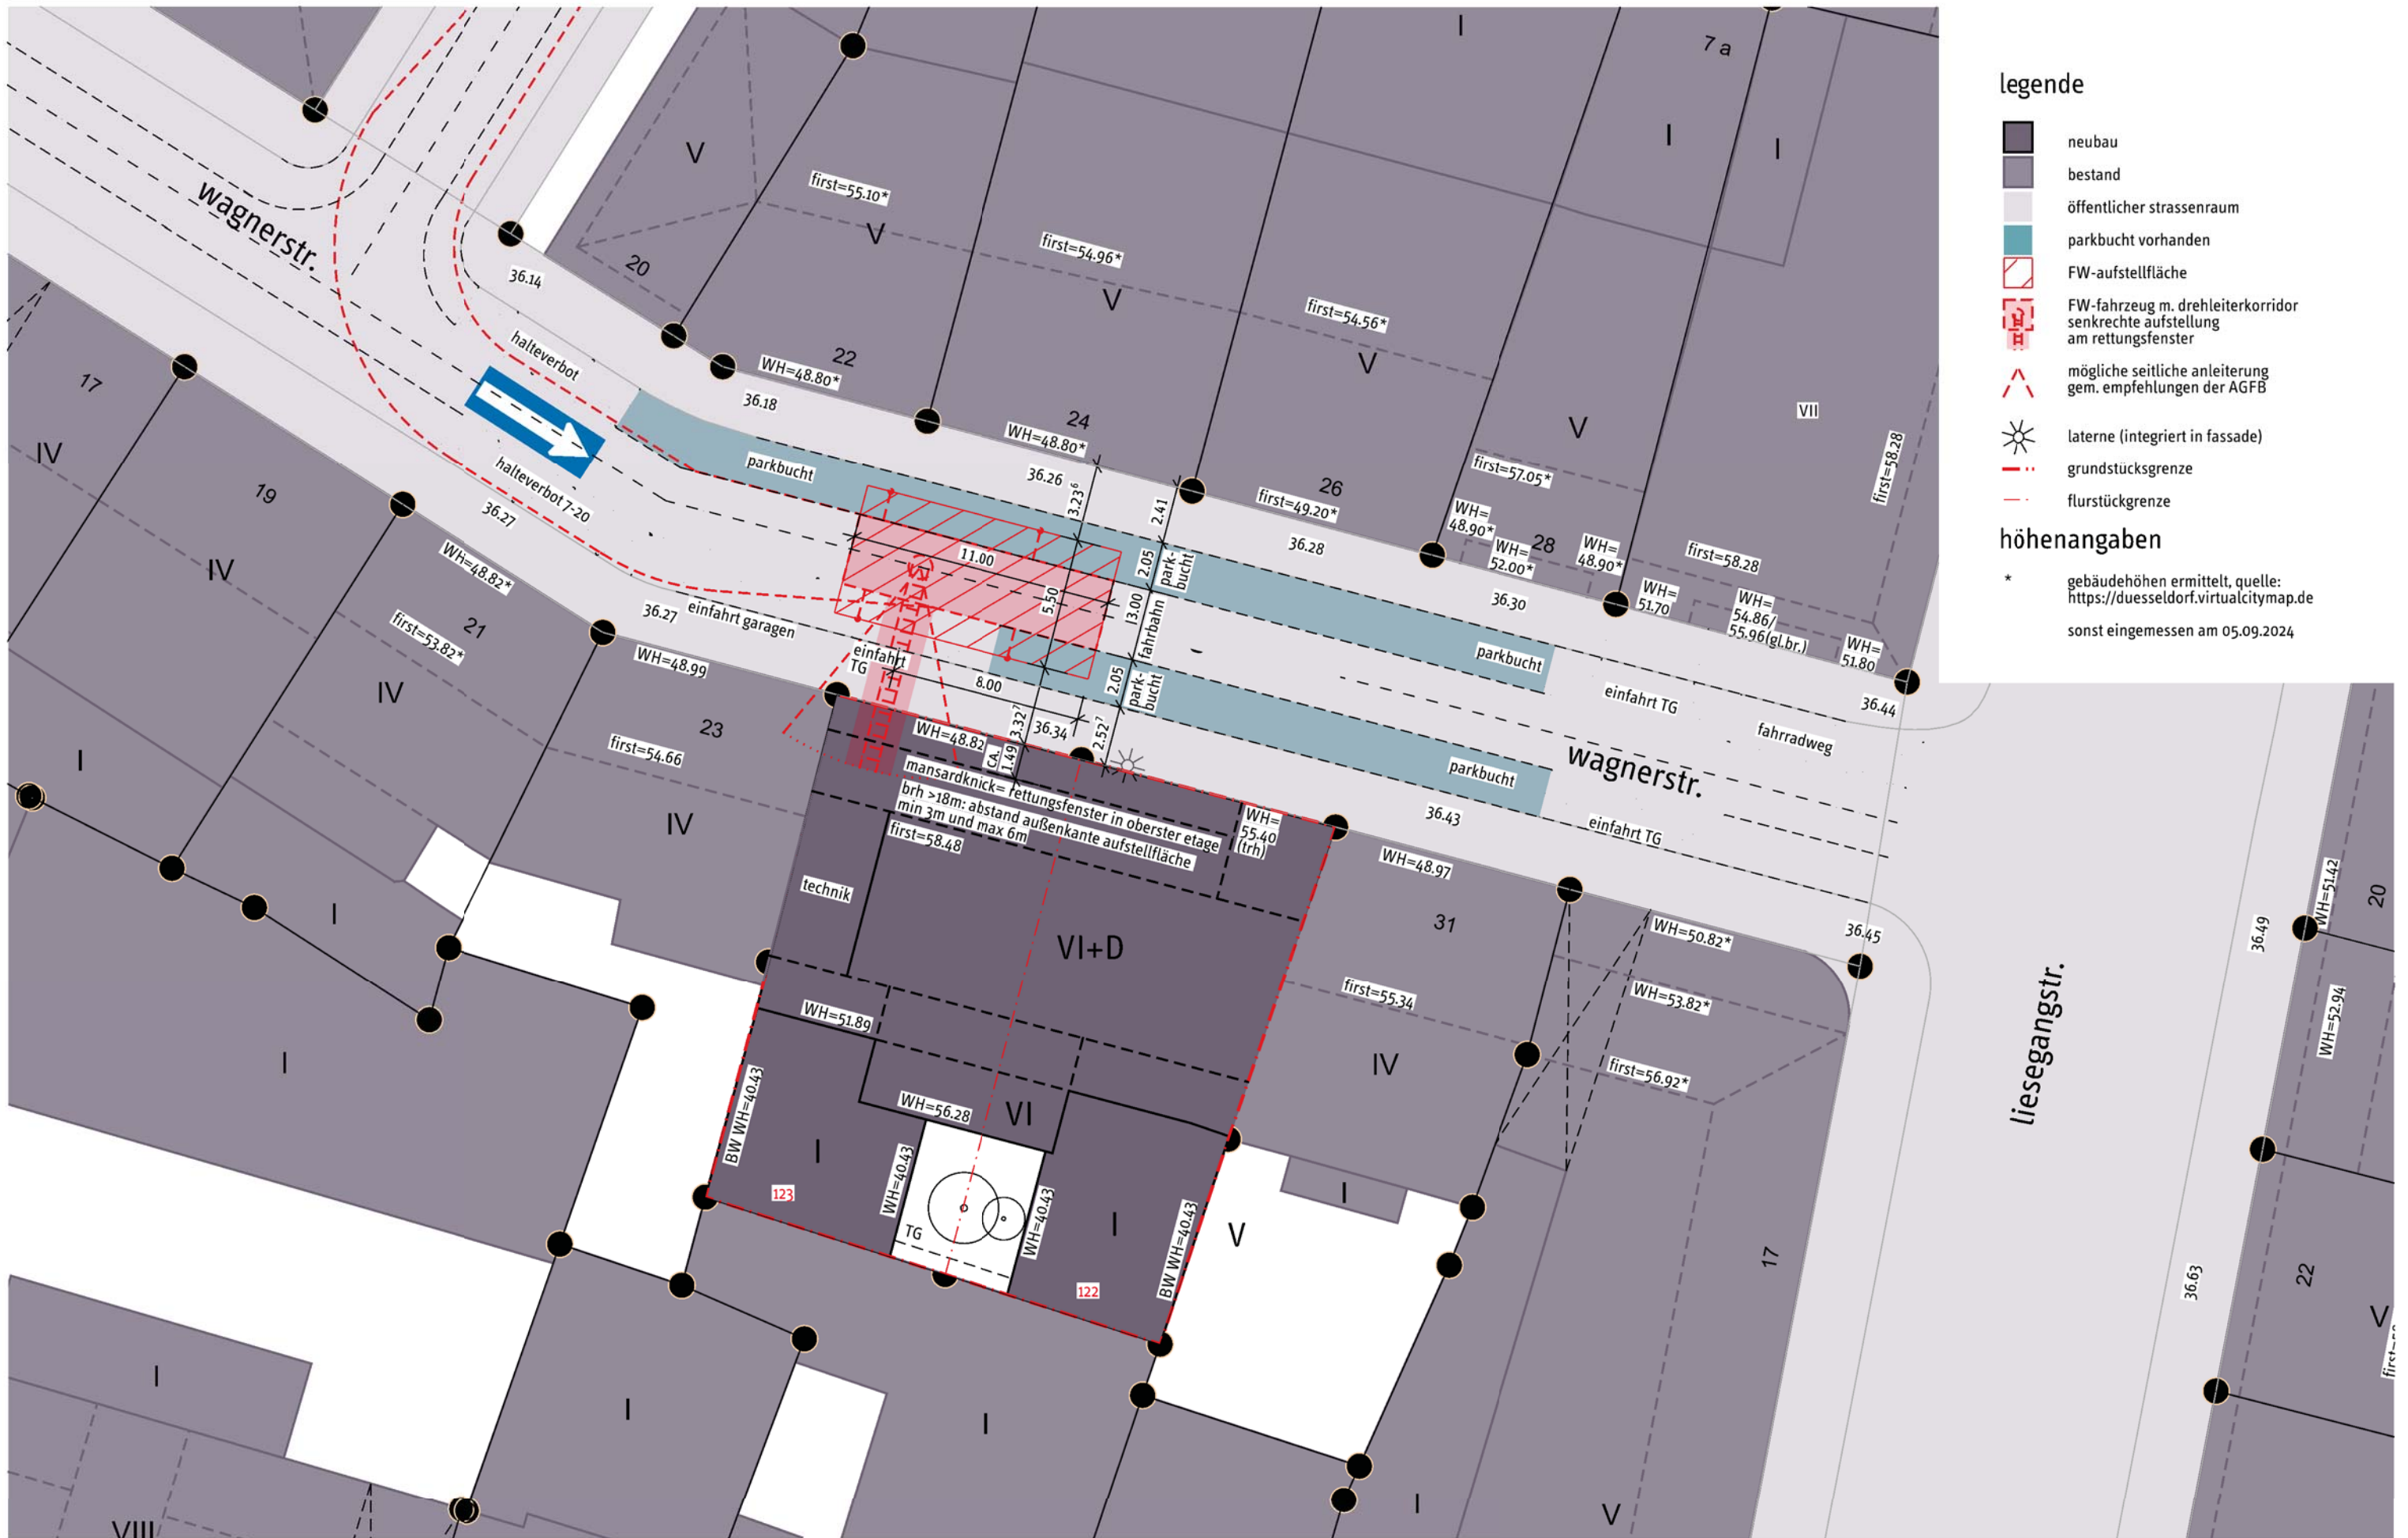 legende
neubau
bestand
öffentlicher strassenraum
parkbucht vorhanden
FW-aufstellfläche
FW-fahrzeug m. drehleiterkorridor
senkrechte aufstellung
am rettungsfenster
mögliche seitliche anleiterung
gem. empfehlungen der AGFB
laterne (integriert in fassade)
grundstücksgrenze
flurstückgrenze
höhenangaben
*
gebäudehöhen ermittelt, quelle:
https://duesseldorf.virtualcitymap.de
sonst eingemessen am 05.09.2024
I
7 a
I
I
V
first=55.10*
V
first=54.96*
V
first=54.56*
V
V
VII
first=58.28
wagnerstr.
20
36.14
halteverbot
22
WH=48.80*
36.18
24
WH=48.80*
36.26
3.23⁶
2.41
26
first=49.20*
36.28
first=57.05*
WH=
48.90*
WH=
52.00*
28
WH=
48.90*
first=58.28
WH=
51.70
WH=
54.86/
55.96(gl.br.)
WH=
51.80
36.30
36.44
17
IV
19
IV
halteverbot 7-20
36.27
WH=48.82*
first=53.82*
21
IV
parkbucht
11.00
5.50
2.05
park-
bucht
13.00
fahrbahn
2.05
park-
bucht
36.27
einfahrt garagen
einfahrt
TG
8.00
WH=48.99
23
first=54.66
IV
3.32⁷
36.34
2.52⁷
WH=48.82
CA.
1.49
parkbucht
einfahrt TG
fahrradweg
wagnerstr.
parkbucht
36.43
einfahrt TG
36.45
mansardknick= rettungsfenster in oberster etage
brh >18m: abstand außenkante aufstellfläche
min 3m und max 6m
first=58.48
WH=
55.40
(trh)
technik
VI+D
WH=51.89
WH=56.28
VI
BW WH=40.43
I
123
WH=40.43
TG
WH=40.43
I
122
BW WH=40.43
WH=48.97
31
first=55.34
IV
WH=50.82*
WH=53.82*
first=56.92*
I
V
17
V
I
liesegangstr.
36.49
WH=51.42
20
WH=52.94
36.63
22
V
I
I
I
I
I
I
VIII